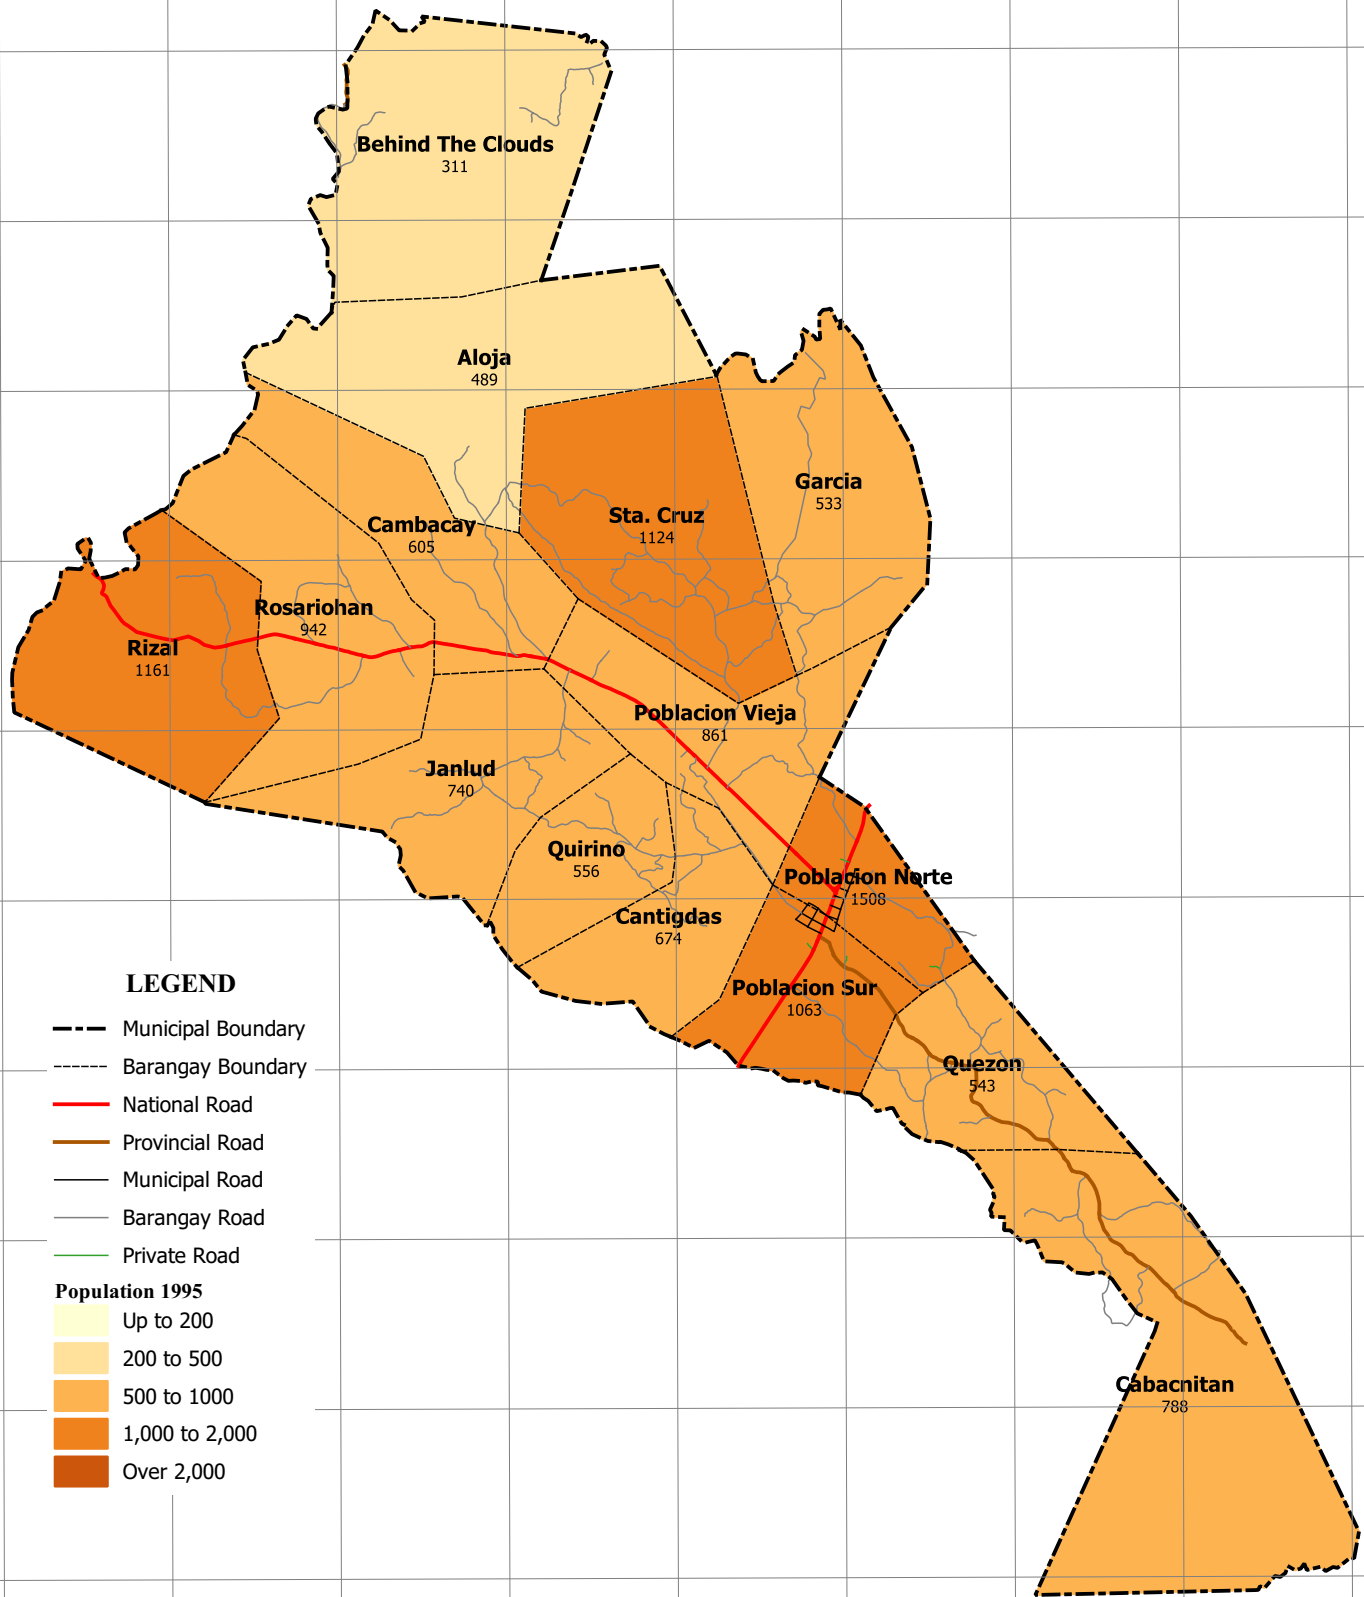 Behind The Clouds
311
Aloja
489
Garcia
533
Sta. Cruz
1124
Cambacay
605
Rosariohan
942
Rizal
1161
Poblacion Vieja
861
Janlud
740
Quirino
556
Poblacion Norte
1508
Cantigdas
674
Poblacion Sur
1063
Quezon
543
Cabacnitan
788
LEGEND
Municipal Boundary
Barangay Boundary
National Road
Provincial Road
Municipal Road
Barangay Road
Private Road
Population 1995
Up to 200
200 to 500
500 to 1000
1,000 to 2,000
Over 2,000